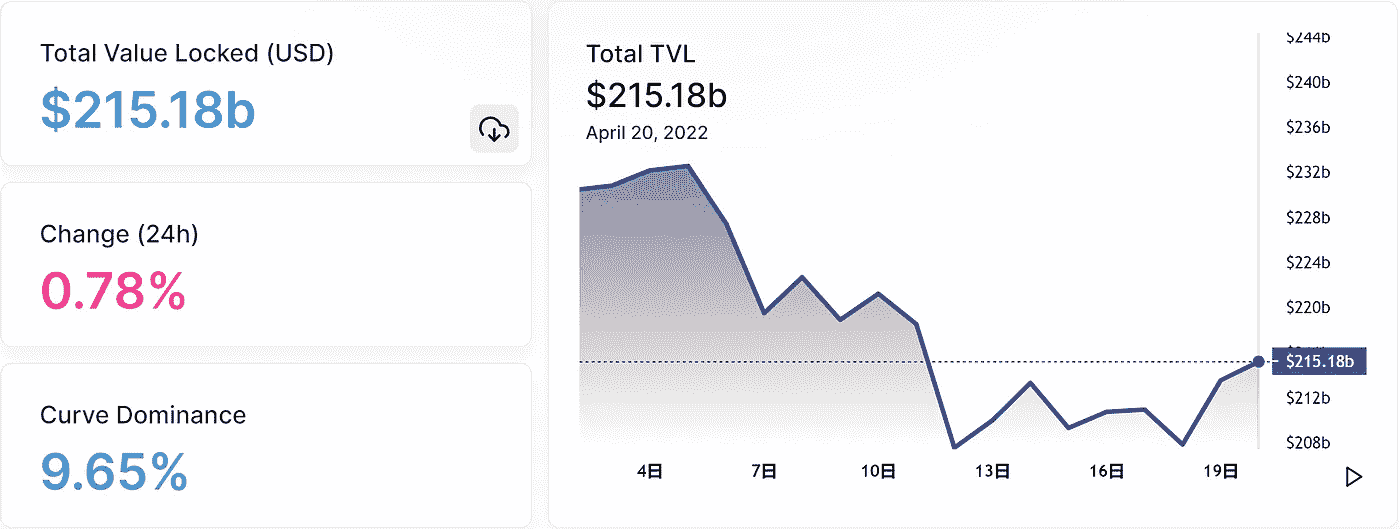 Total Value Locked (USD)
$215.18b
Change (24h)
0.78%
Curve Dominance
9.65%
Total TVL
$215.18b
April 20, 2022
$244b
$240b
$236b
$232b
$228b
$224b
$220b
$215.18b
$212b
$208b
4日 7日 10日 13日 16日 19日